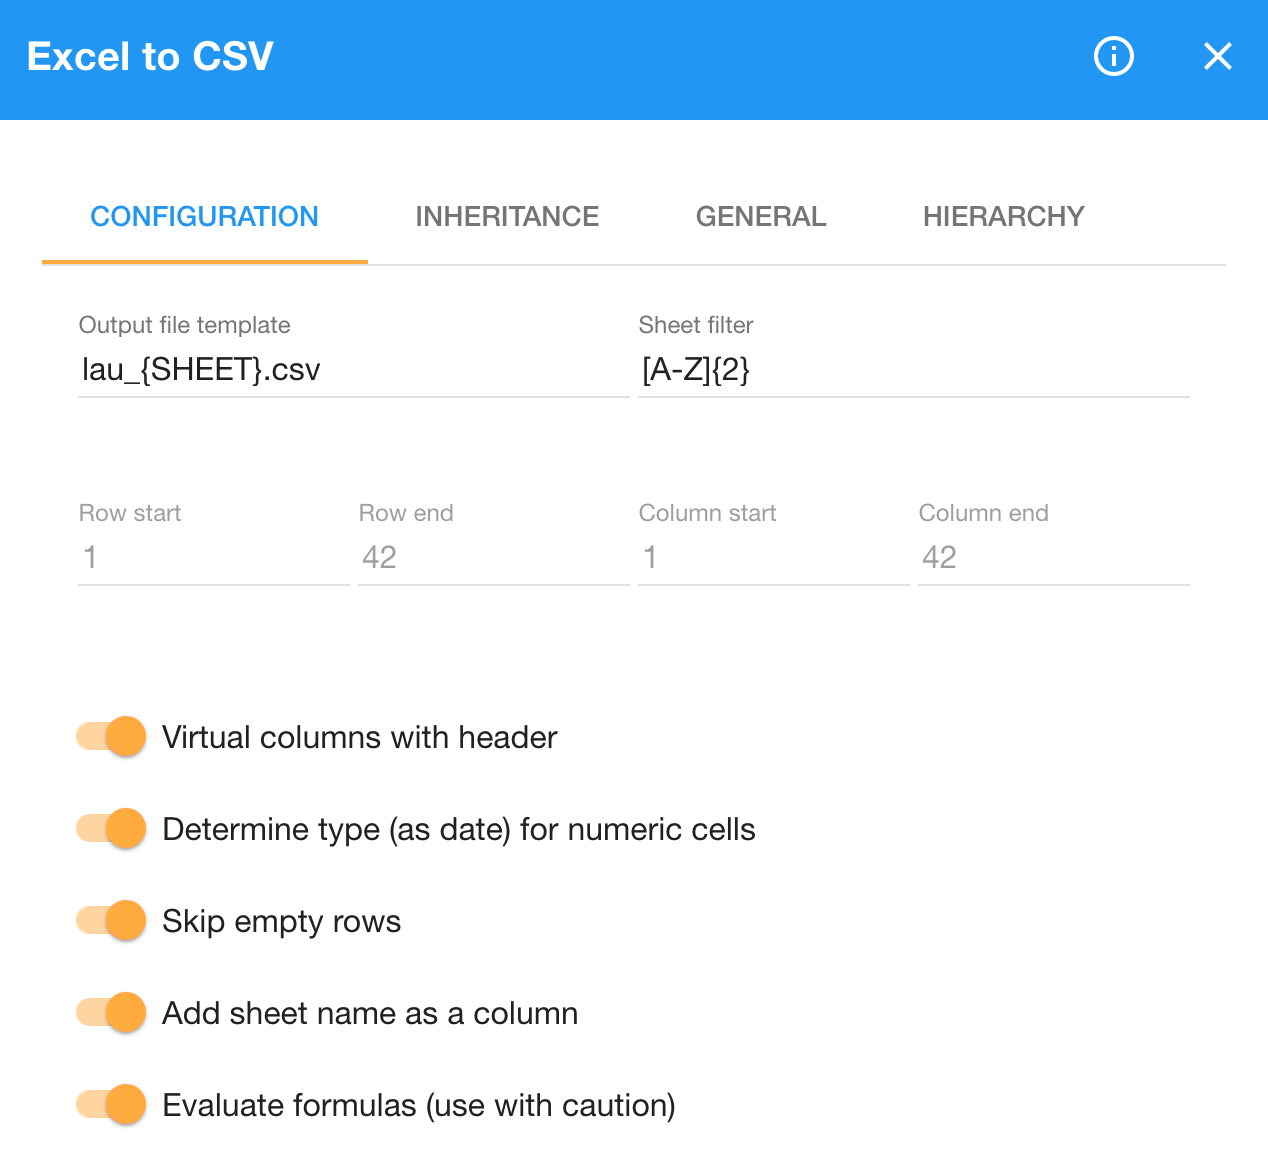 Excel to CSV
CONFIGURATION INHERITANCE GENERAL HIERARCHY
Output file template Sheet filter
lau_{SHEET}.csv [A-Z]{2}
Row start Row end Column start Column end
1 42 1 42
Virtual columns with header
Determine type (as date) for numeric cells
Skip empty rows
Add sheet name as a column
Evaluate formulas (use with caution)